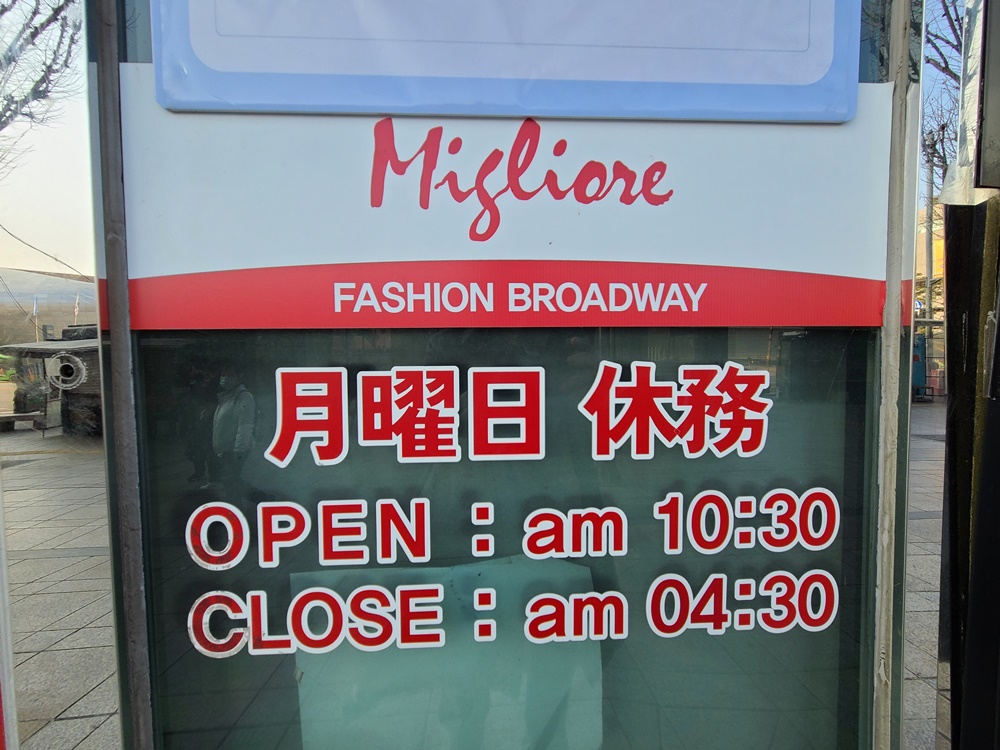 Migliore
FASHION BROADWAY
月曜日 休務
OPEN : am 10:30
CLOSE : am 04:30